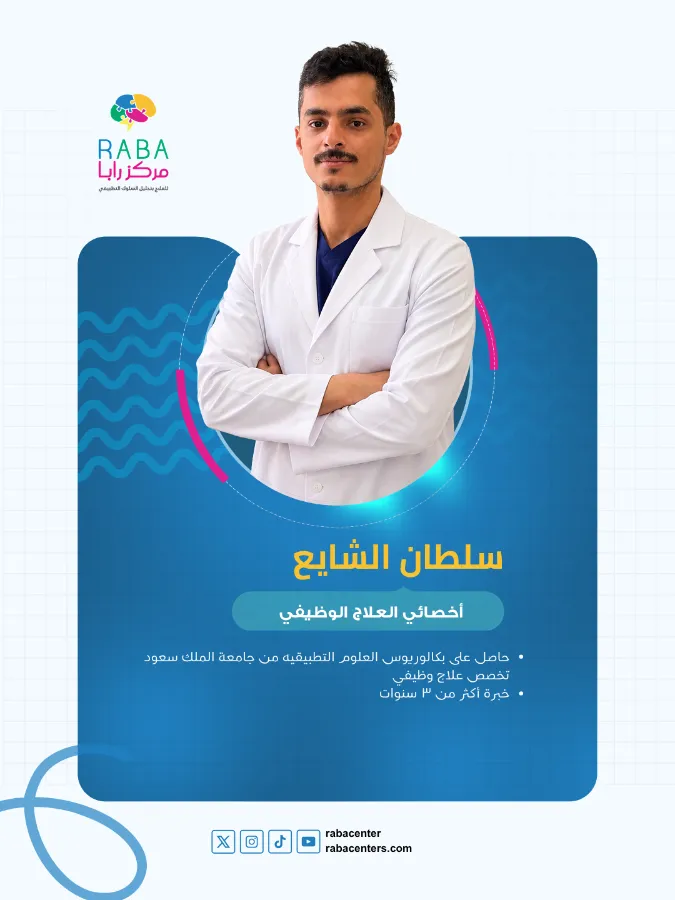 RABA
مركز رابا
للعلاج بتحليل السلوك التطبيقي
سلطان الشايع
أخصائي العلاج الوظيفي
حاصل على بكالوريوس العلوم التطبيقيه من جامعة الملك سعود
تخصص علاج وظيفي
خبرة أكثر من ٣ سنوات
rabacenter
rabacenters.com